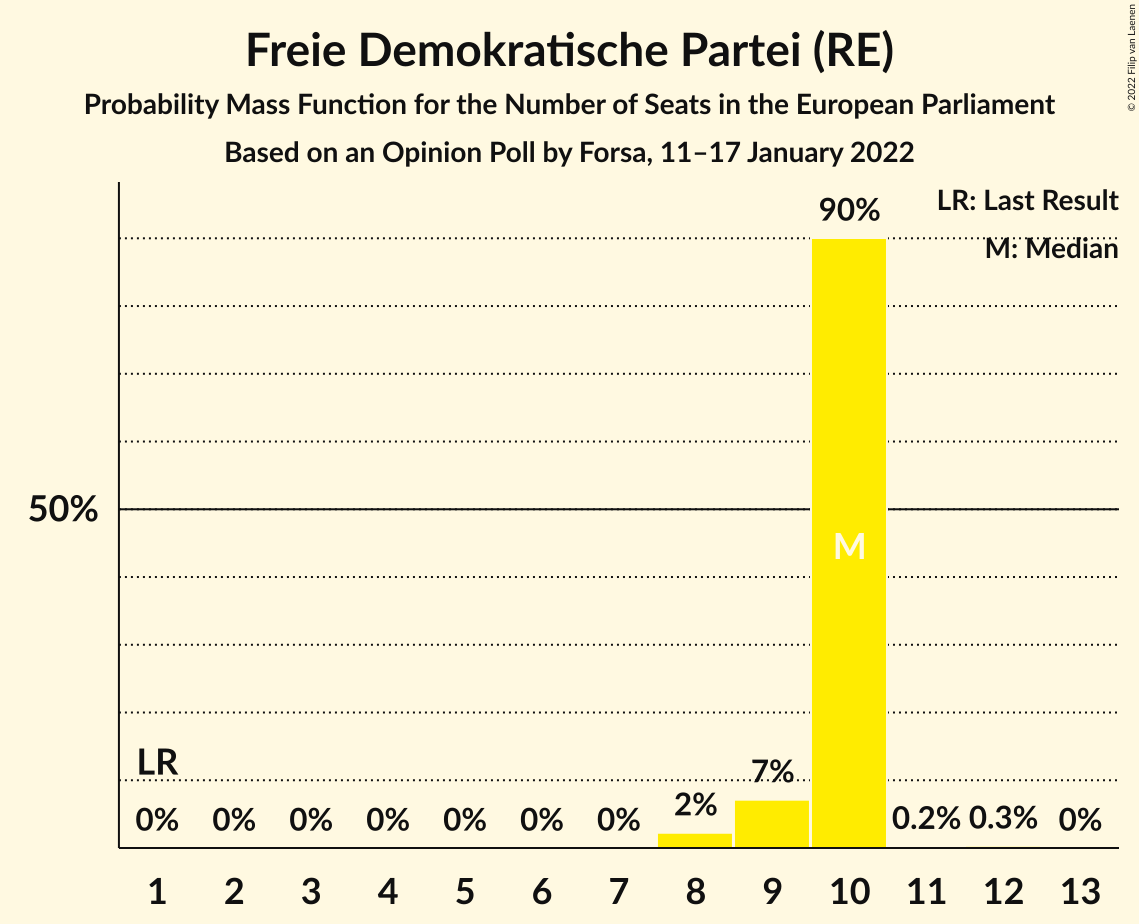 Freie Demokratische Partei (RE)
Probability Mass Function for the Number of Seats in the European Parliament
Based on an Opinion Poll by Forsa, 11–17 January 2022
© 2022 Filip van Laenen
LR: Last Result
M: Median
90%
50%
M
LR
7%
2%
0% 0% 0% 0% 0% 0% 0% 0.2% 0.3% 0%
1 2 3 4 5 6 7 8 9 10 11 12 13